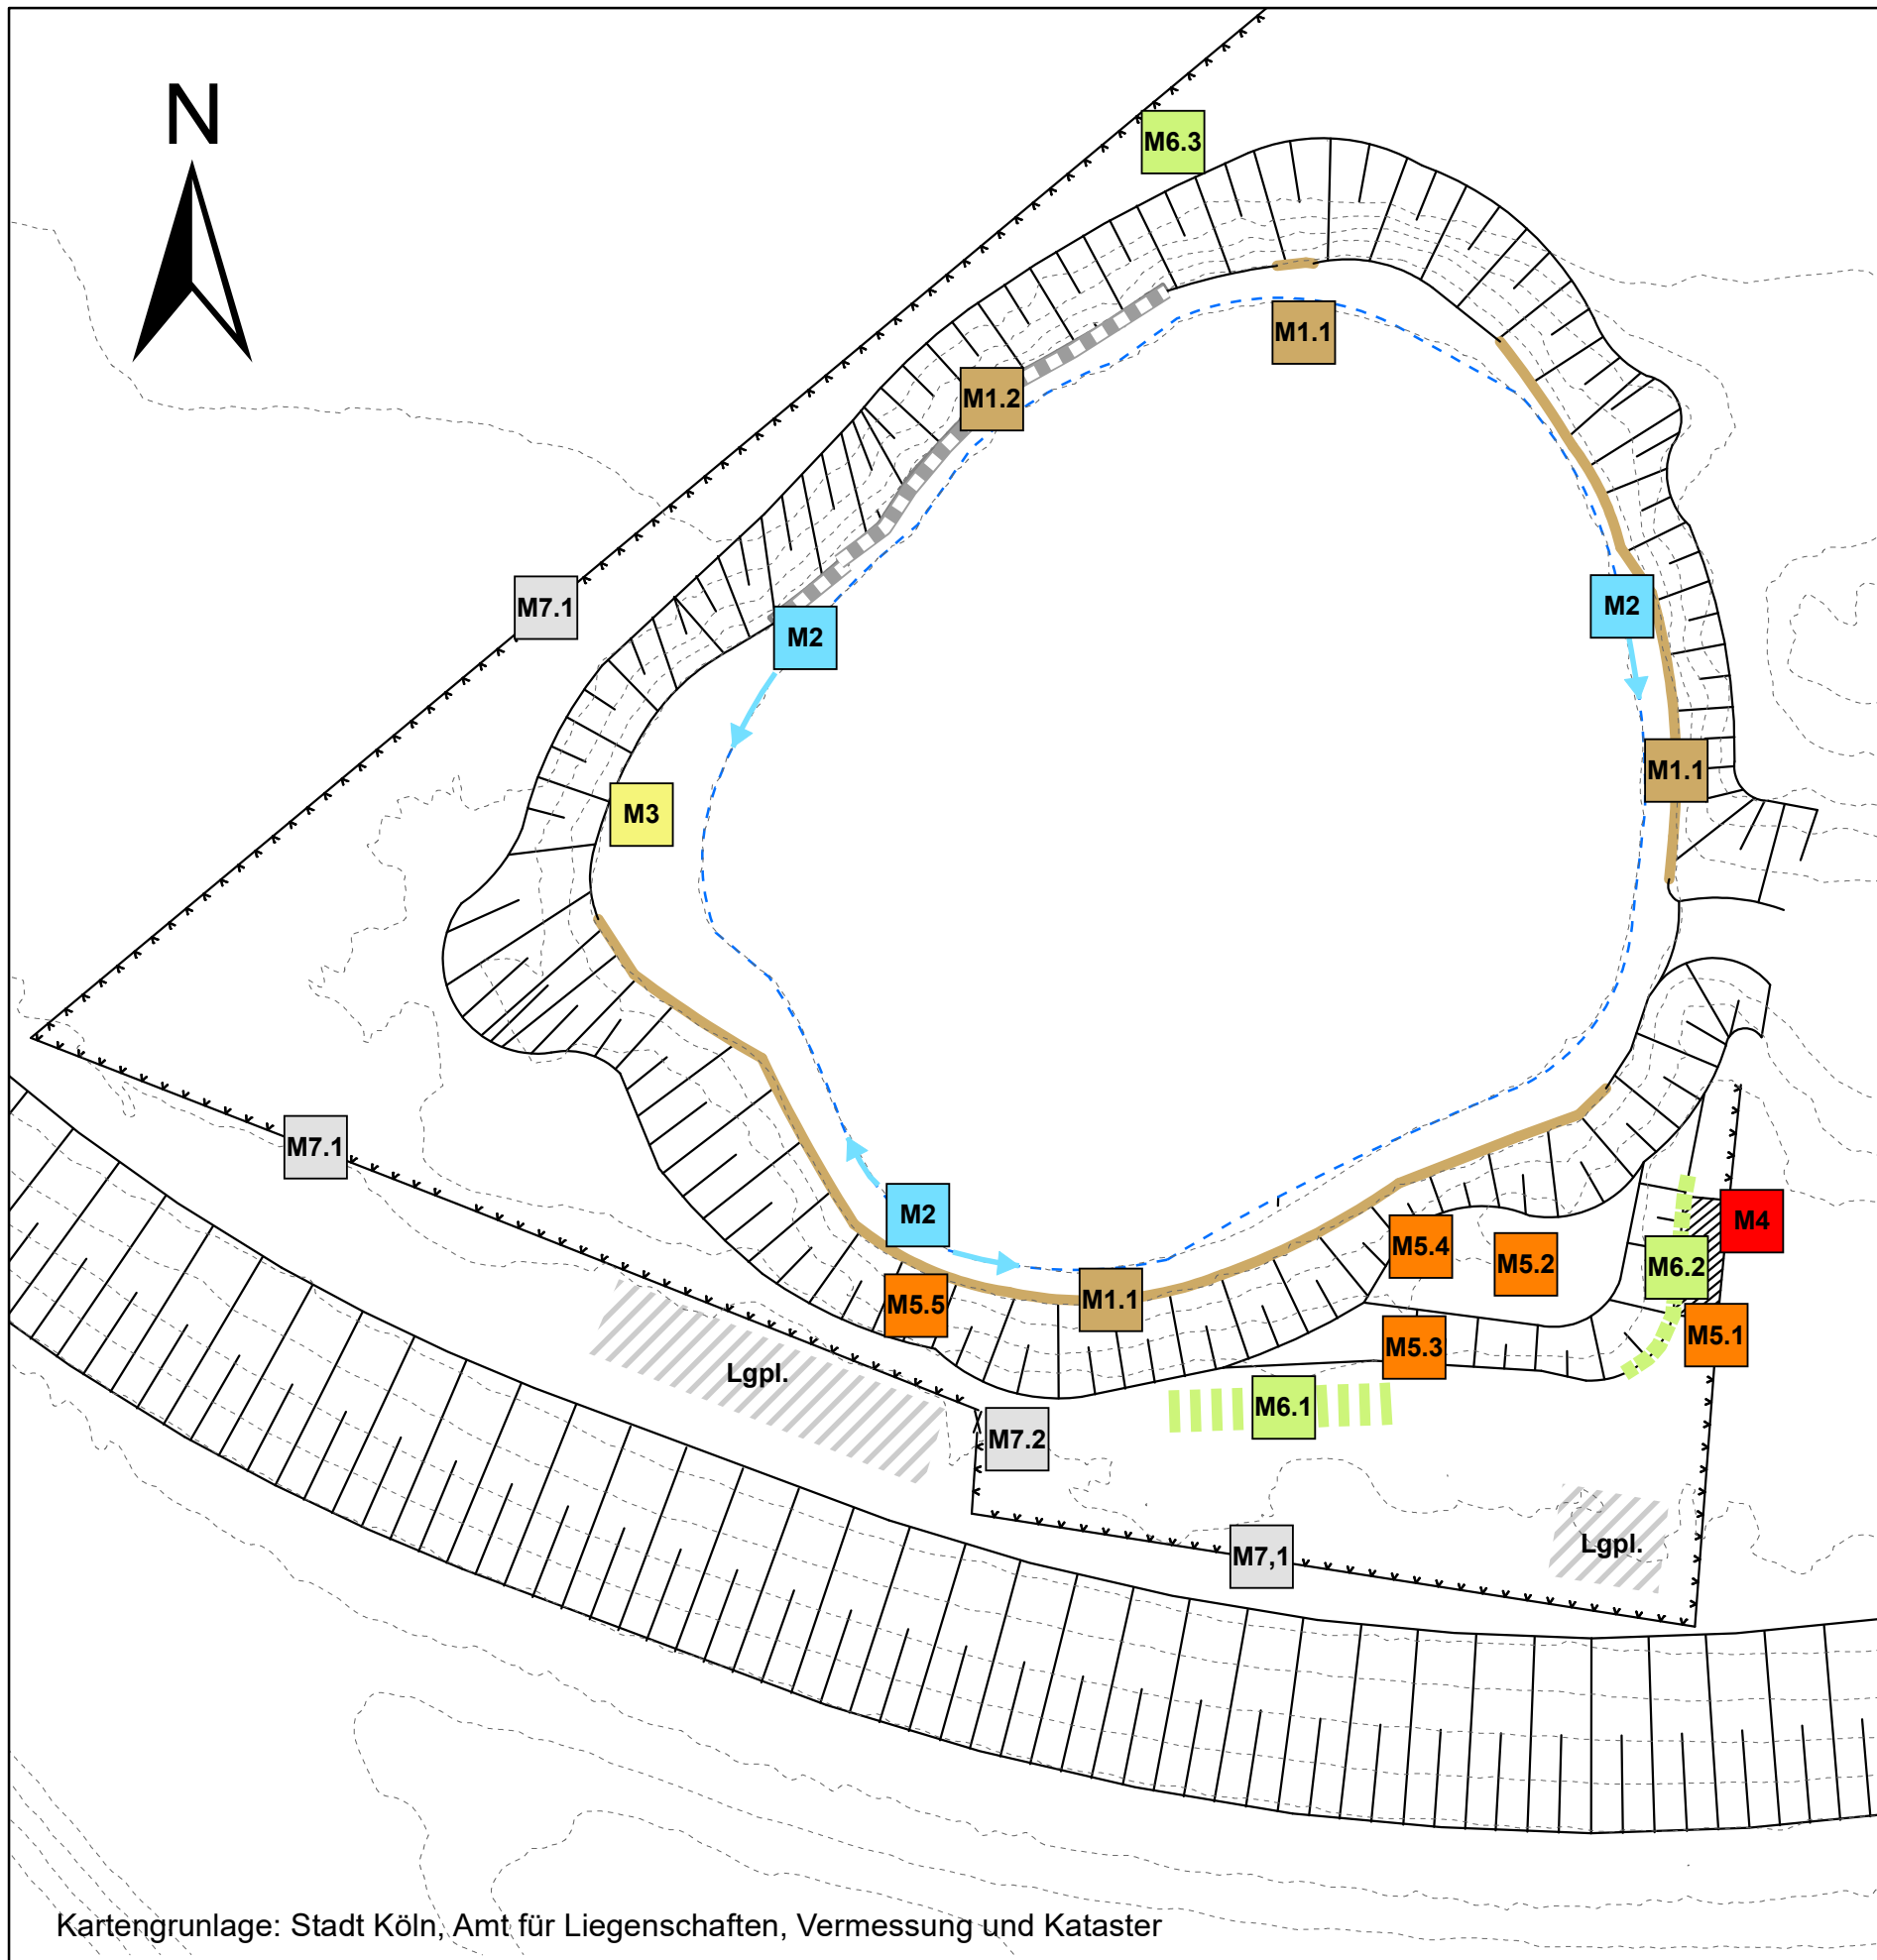 N
M6.3
M1.1
M1.2
M7.1
M2
M2
M1.1
M3
M7.1
M2
M4
M5.4
M5.2
M6.2
M5.5
M1.1
M5.3
M5.1
Lgpl.
M6.1
M7.2
Lgpl.
M7,1
Kartengrunlage: Stadt Köln, Amt für Liegenschaften, Vermessung und Kataster